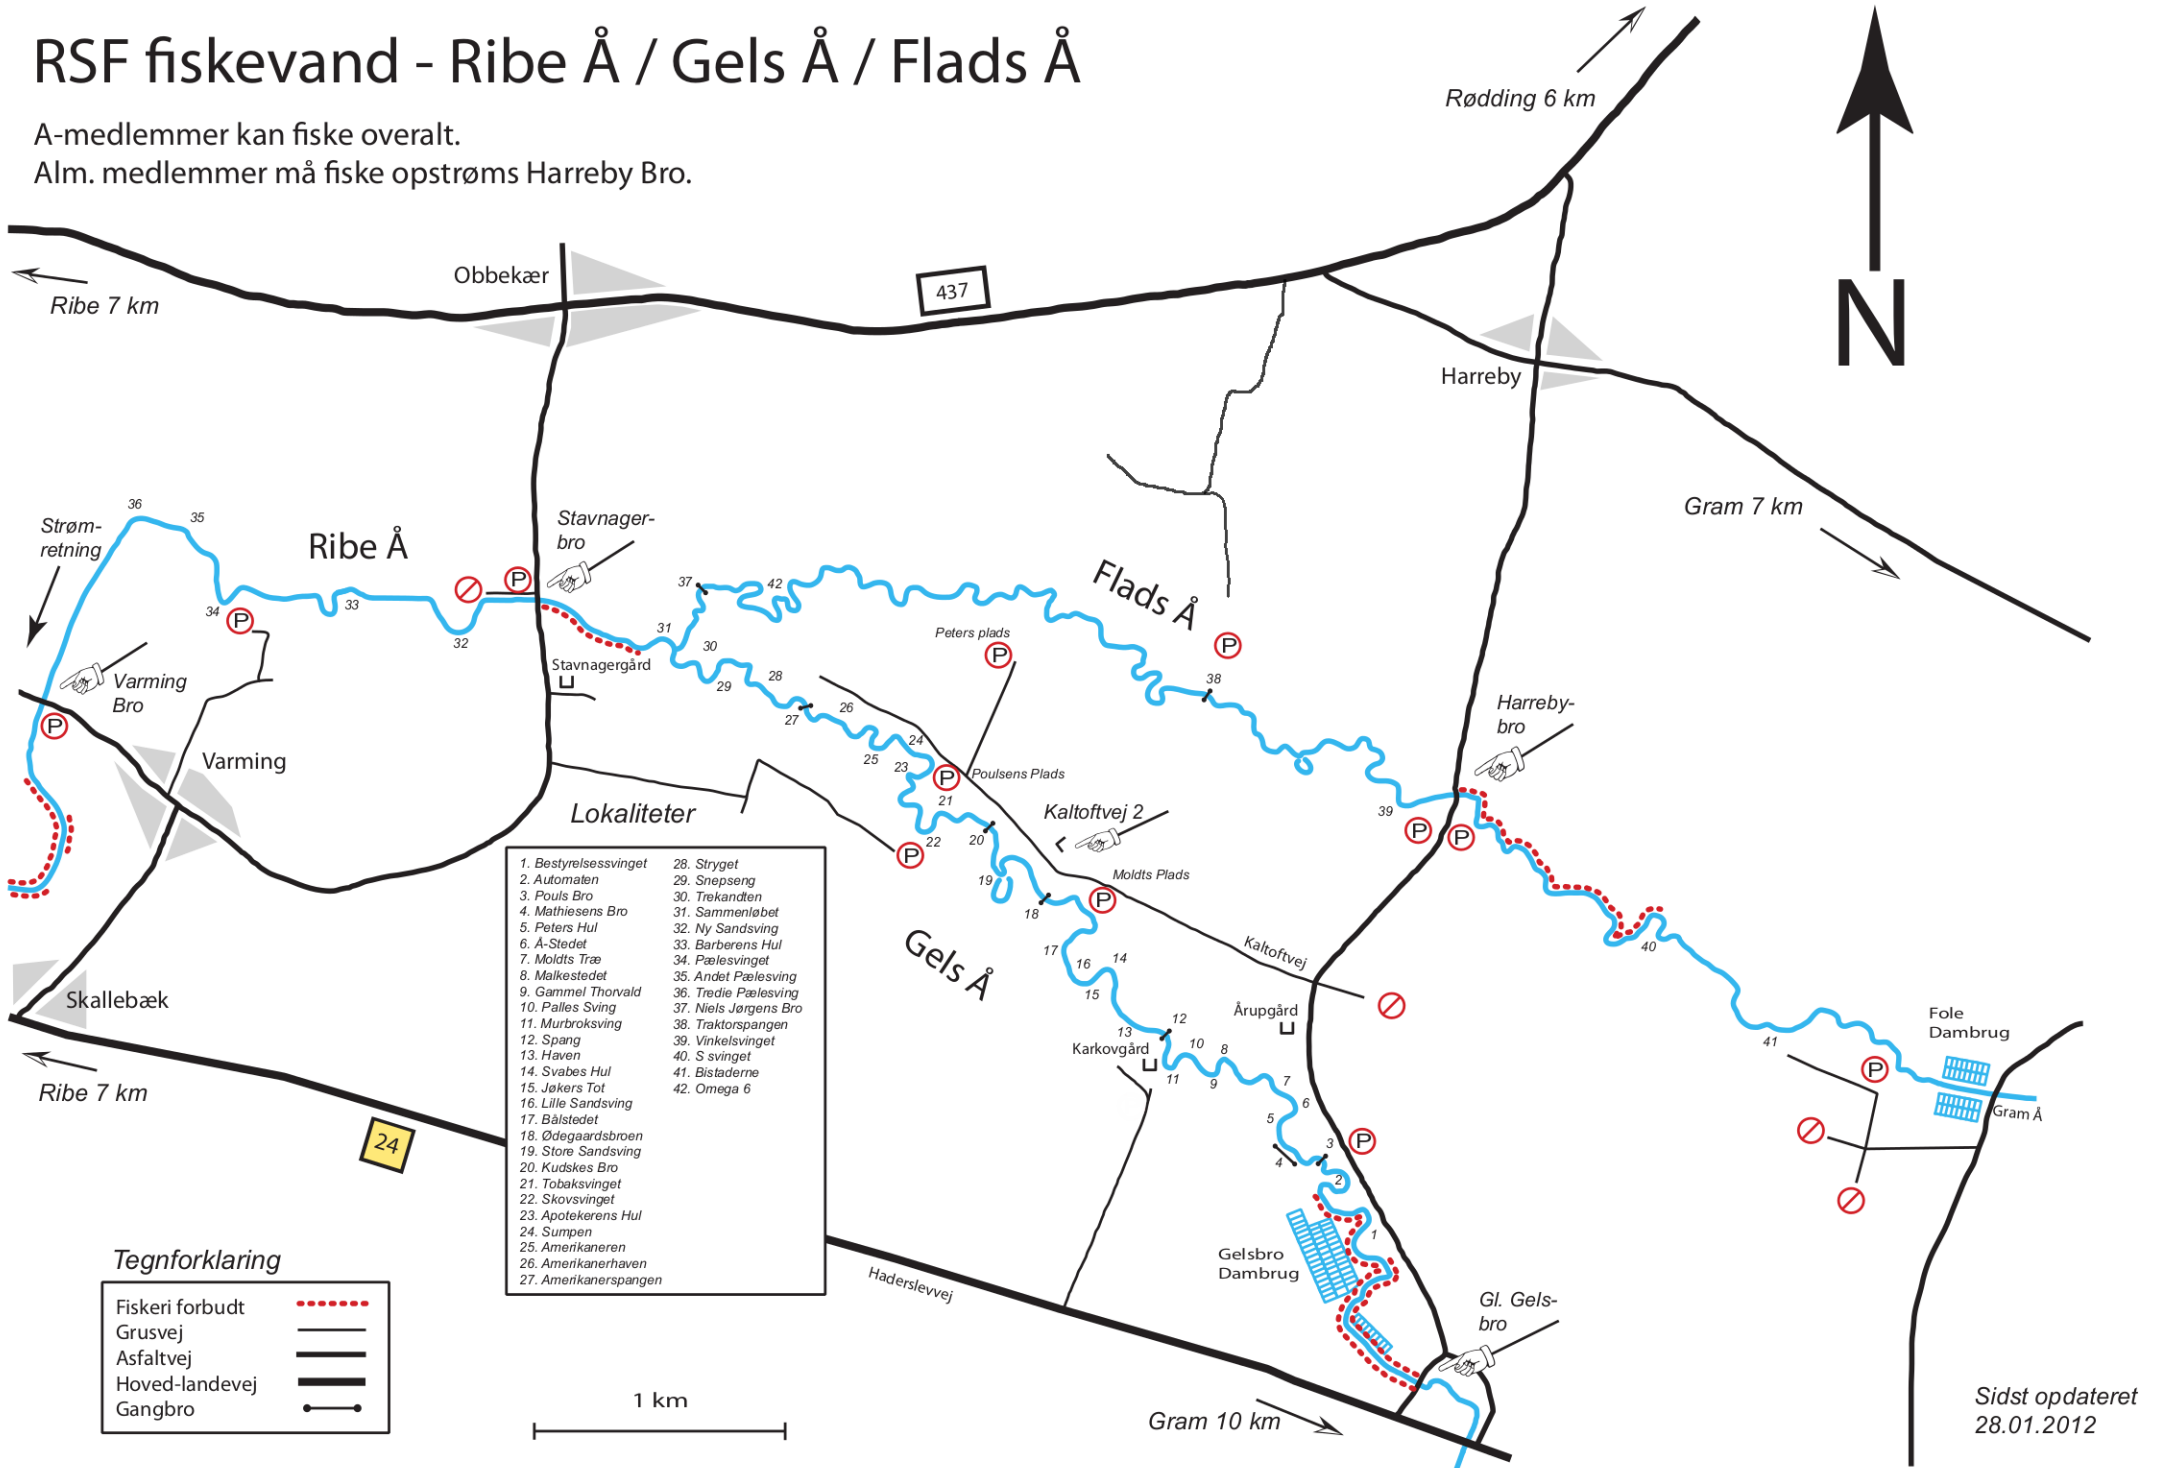 RSF fiskevand - Ribe Å / Gels Å / Flads Å
A-medlemmer kan fiske overalt.
Alm. medlemmer må fiske opstrøms Harreby Bro.
Rødding 6 km
N
Ribe 7 km
Obbekær
437
Harreby
Gram 7 km
Strøm-
retning
36
35
Ribe Å
34
P
33
32
P
Stavnager-
bro
Stavnagergård
31
37
42
30
29
28
27
26
25
24
23
22
21
20
19
18
17
16
15
14
13
12
11
10
9
8
7
6
5
4
3
2
1
Flads Å
Peters plads
P
P
38
Harreby-
bro
39
P
P
Varming
Bro
P
Varming
P
Poulsens Plads
Kaltoftvej 2
P
Moldts Plads
P
Gels Å
Kaltoftvej
Årupgård
Karkovgård
40
41
Fole
Dambrug
P
Gram Å
Skallebæk
Ribe 7 km
24
P
Gelsbro
Dambrug
Gl. Gels-
bro
Haderslevvej
Gram 10 km
Lokaliteter
1. Bestyrelsessvinget
2. Automaten
3. Pouls Bro
4. Mathiesens Bro
5. Peters Hul
6. Å-Stedet
7. Moldts Træ
8. Malkestedet
9. Gammel Thorvald
10. Palles Sving
11. Murbroksving
12. Spang
13. Haven
14. Svabes Hul
15. Jøkers Tot
16. Lille Sandsving
17. Bålstedet
18. Ødegaardsbroen
19. Store Sandsving
20. Kudskes Bro
21. Tobaksvinget
22. Skovsvinget
23. Apotekerens Hul
24. Sumpen
25. Amerikaneren
26. Amerikanerhaven
27. Amerikanerspangen
28. Stryget
29. Snepseng
30. Trekandten
31. Sammenløbet
32. Ny Sandsving
33. Barberens Hul
34. Pælesvinget
35. Andet Pælesving
36. Tredie Pælesving
37. Niels Jørgens Bro
38. Traktorspangen
39. Vinkelsvinget
40. S svinget
41. Bistaderne
42. Omega 6
Tegnforklaring
Fiskeri forbudt
Grusvej
Asfaltvej
Hoved-landevej
Gangbro
1 km
Sidst opdateret
28.01.2012